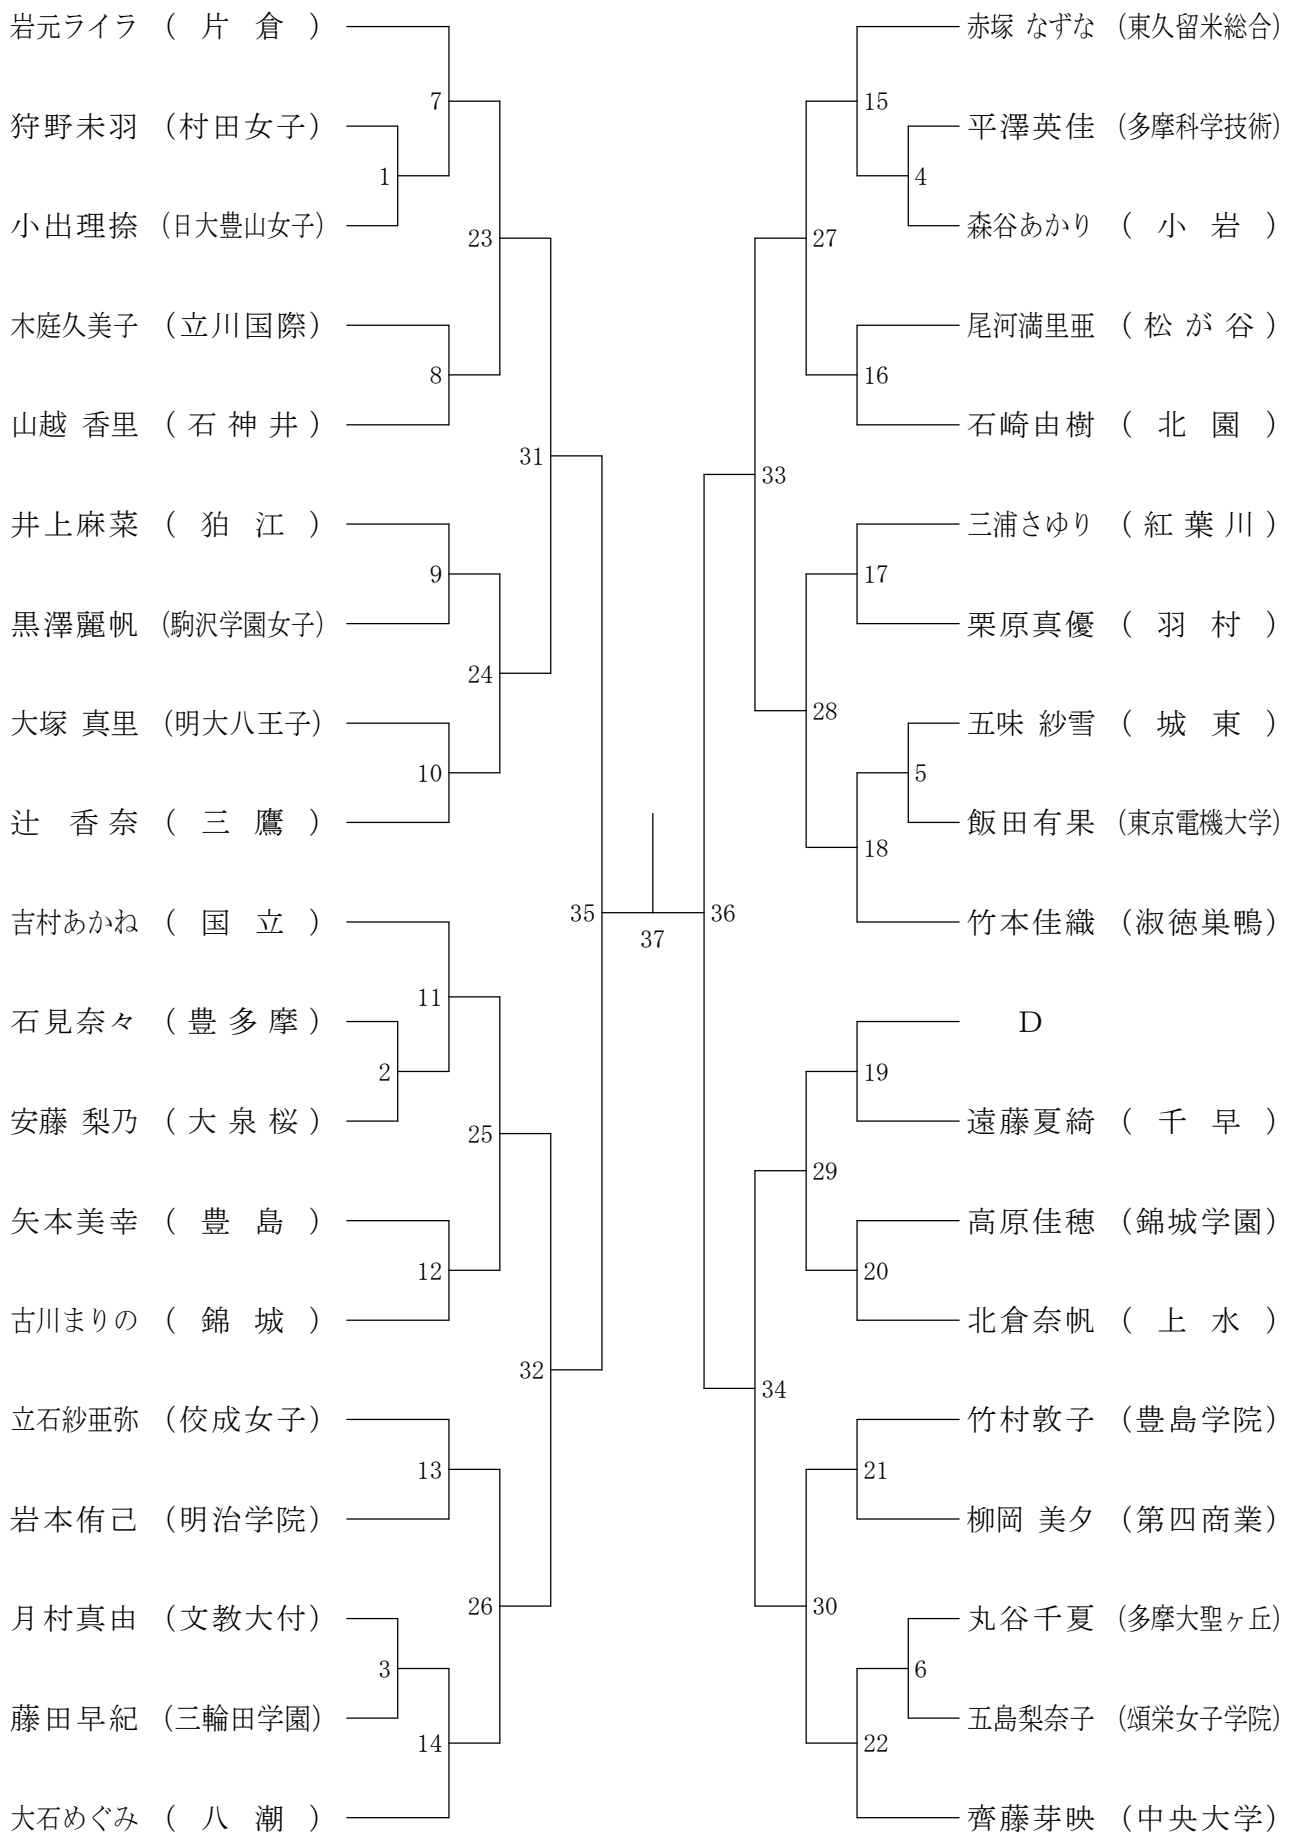 岩元ライラ （ 片 倉 ）
狩野未羽 （村田女子）
小出理捺 （日大豊山女子）
木庭久美子 （立川国際）
山越 香里 （石神井）
井上麻菜 （ 狛 江 ）
黒澤麗帆 （駒沢学園女子）
大塚 真里 （明大八王子）
辻 香奈 （ 三 鷹 ）
吉村あかね （ 国 立 ）
石見奈々 （豊多摩）
安藤 梨乃 （大泉桜）
矢本美幸 （ 豊 島 ）
古川まりの （ 錦 城 ）
立石紗亜弥 （佼成女子）
岩本侑己 （明治学院）
月村真由 （文教大付）
藤田早紀 （三輪田学園）
大石めぐみ （ 八 潮 ）
1
2
3
7
8
9
10
11
12
13
14
23
24
25
26
31
32
35
37
36
33
34
27
28
29
30
15
16
17
18
19
20
21
22
4
5
6
赤塚 なずな （東久留米総合）
平澤英佳 （多摩科学技術）
森谷あかり （ 小 岩 ）
尾河満里亜 （松が谷）
石崎由樹 （ 北 園 ）
三浦さゆり （紅葉川）
栗原真優 （ 羽 村 ）
五味 紗雪 （ 城 東 ）
飯田有果 （東京電機大学）
竹本佳織 （淑徳巣鴨）
D
遠藤夏綺 （ 千 早 ）
高原佳穂 （錦城学園）
北倉奈帆 （ 上 水 ）
竹村敦子 （豊島学院）
柳岡 美夕 （第四商業）
丸谷千夏 （多摩大聖ヶ丘）
五島梨奈子 （頌栄女子学院）
齊藤芽映 （中央大学）